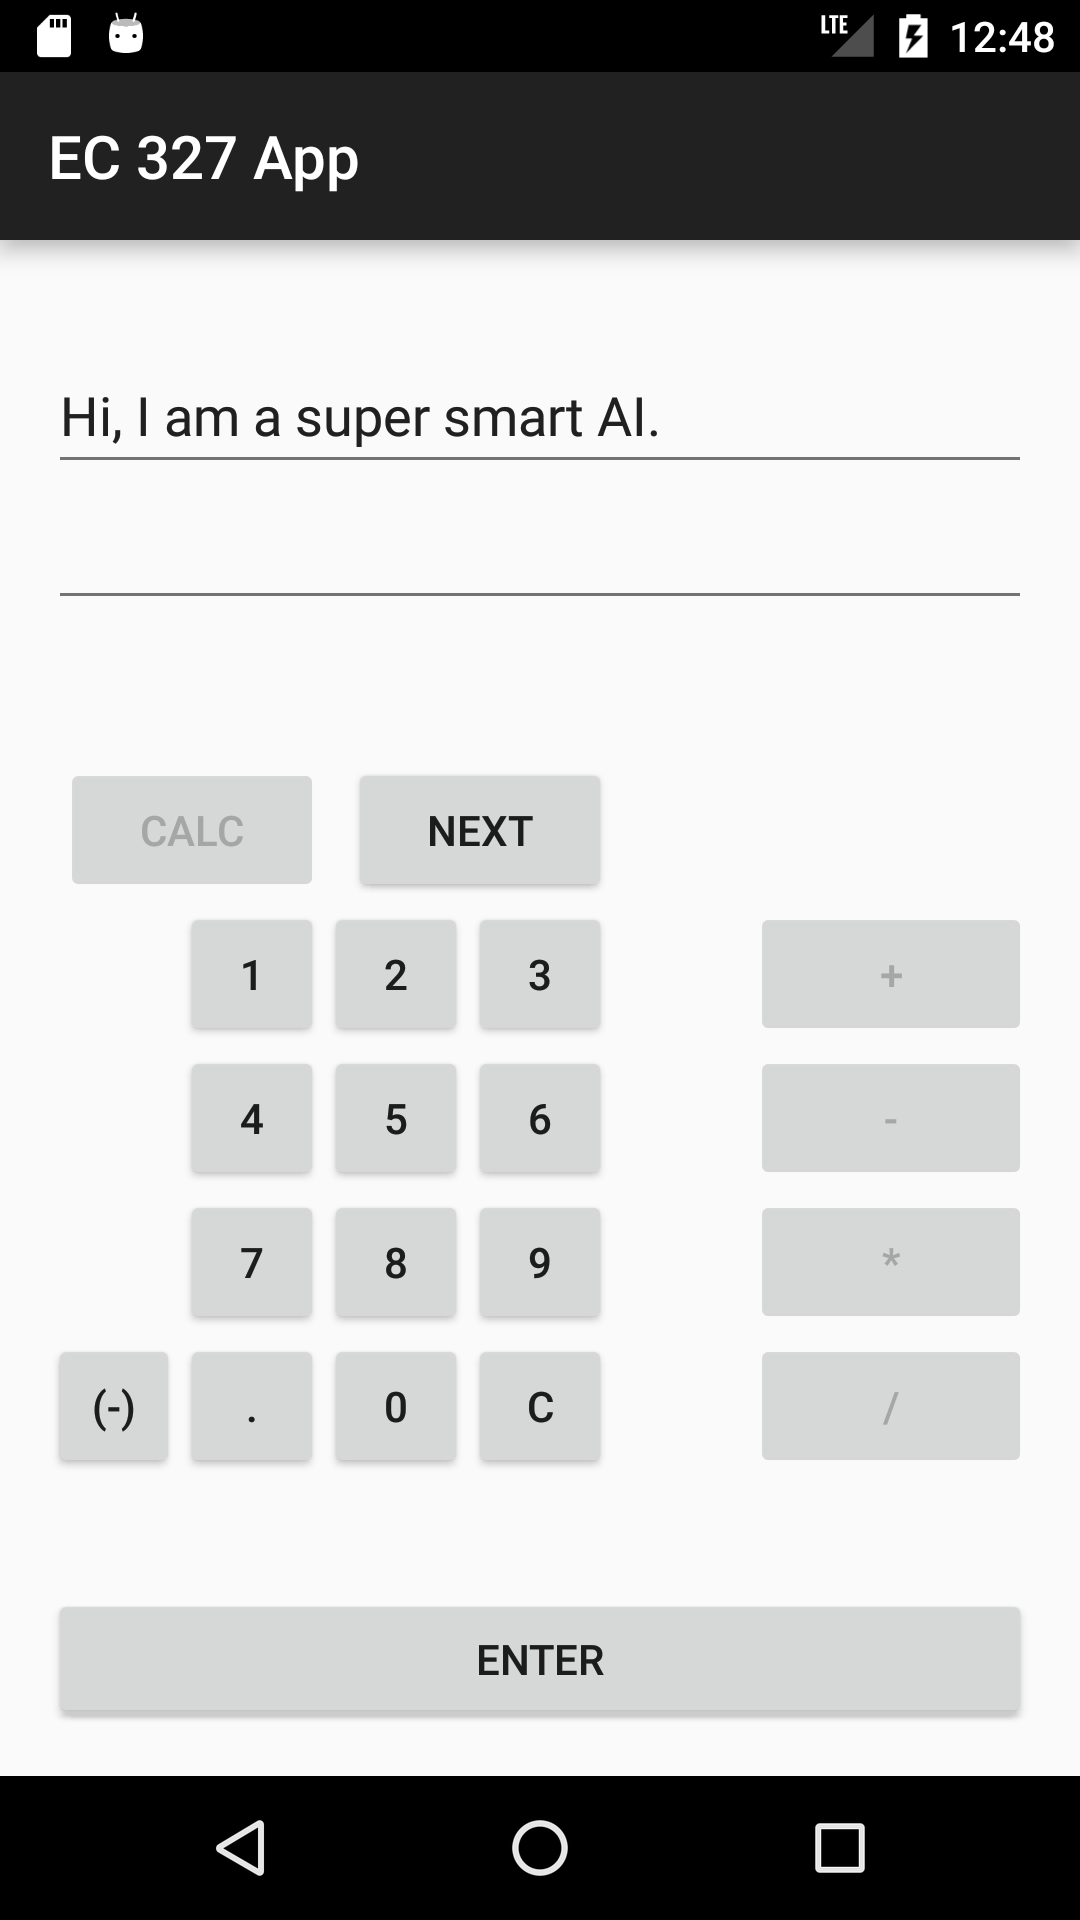 LTE 12:48
EC 327 App
Hi, I am a super smart AI.
CALC NEXT
1 2 3 +
4 5 6 -
7 8 9 *
(-) . 0 C /
ENTER